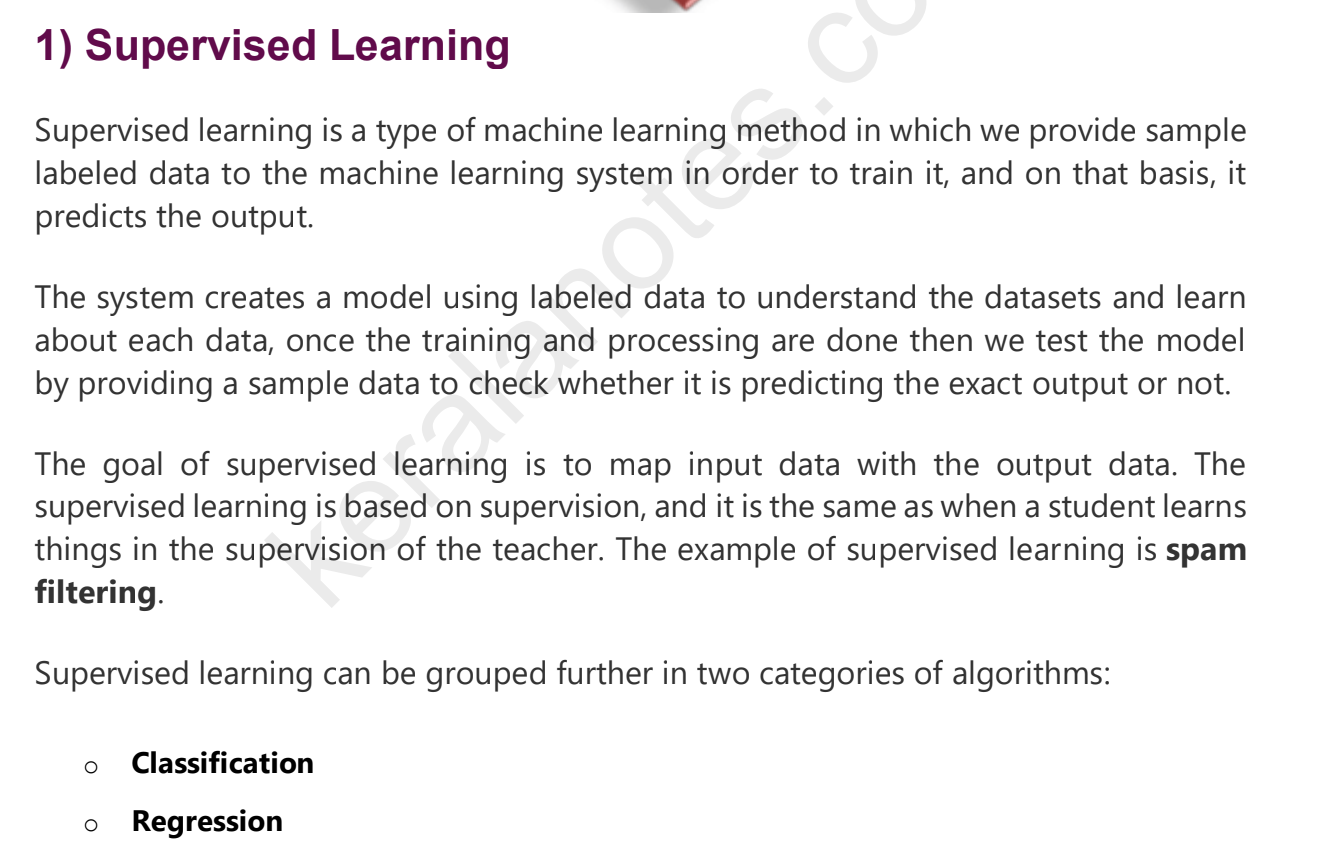 1) Supervised Learning
Supervised learning is a type of machine learning method in which we provide sample
labeled data to the machine learning system in order to train it, and on that basis, it
predicts the output.
The system creates a model using labeled data to understand the datasets and learn
about each data, once the training and processing are done then we test the model
by providing a sample data to check whether it is predicting the exact output or not.
The goal of supervised learning is to map input data with the output data. The
supervised learning is based on supervision, and it is the same as when a student learns
things in the supervision of the teacher. The example of supervised learning is spam
filtering.
Supervised learning can be grouped further in two categories of algorithms:
o Classification
o Regression
keralanotes.co